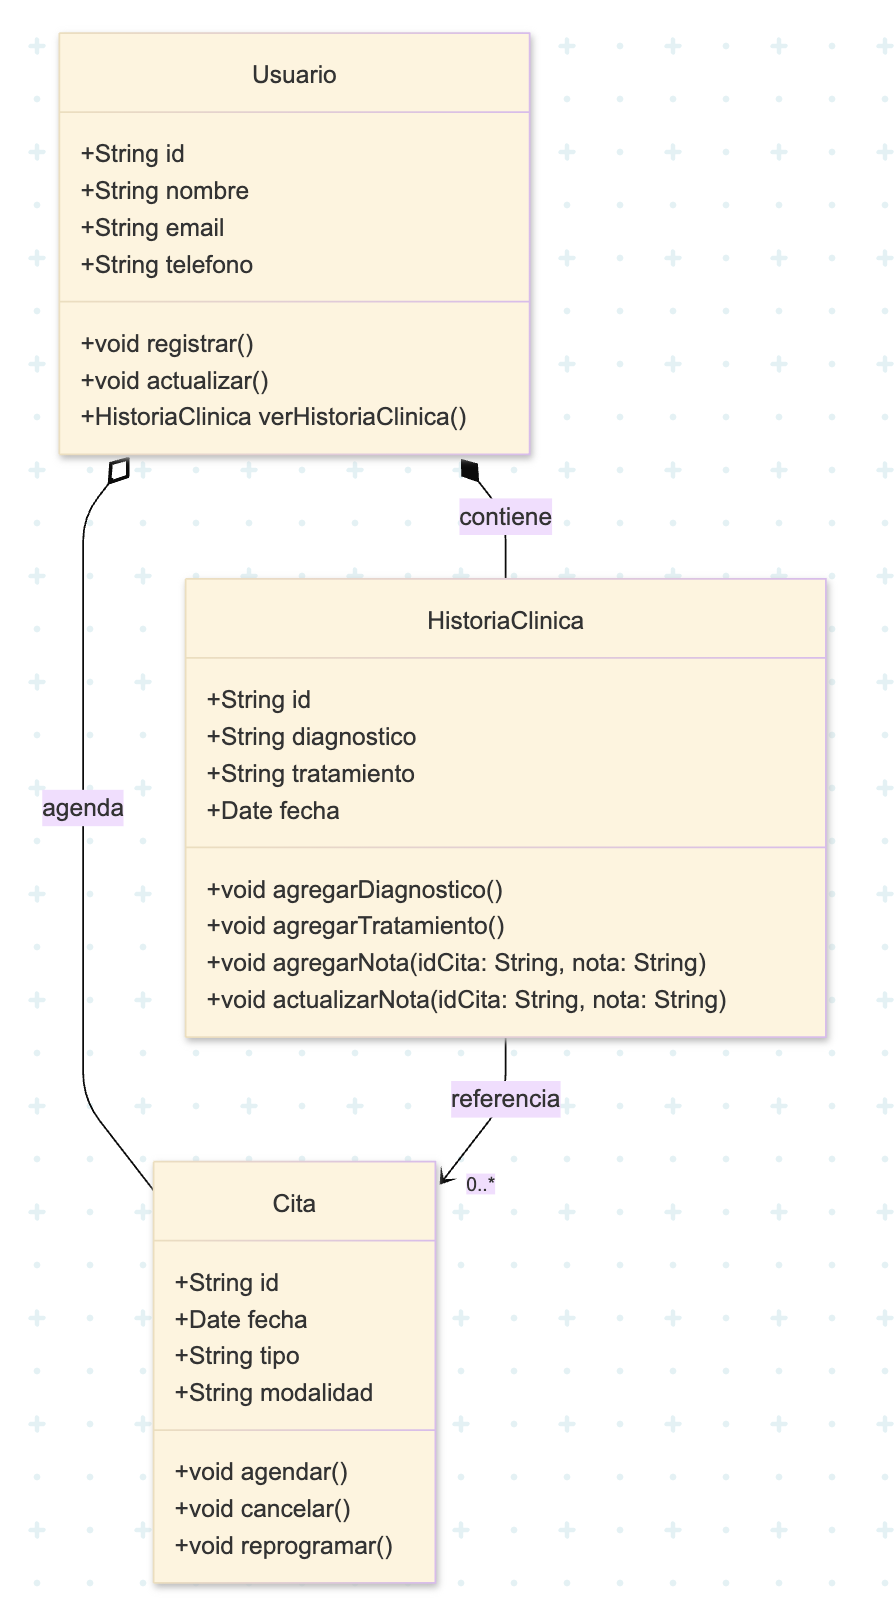 Usuario
+String id
+String nombre
+String email
+String telefono
+void registrar()
+void actualizar()
+HistoriaClinica verHistoriaClinica()
contiene
HistoriaClinica
+String id
+String diagnostico
+String tratamiento
+Date fecha
+void agregarDiagnostico()
+void agregarTratamiento()
+void agregarNota(idCita: String, nota: String)
+void actualizarNota(idCita: String, nota: String)
agenda
referencia
0..*
Cita
+String id
+Date fecha
+String tipo
+String modalidad
+void agendar()
+void cancelar()
+void reprogramar()